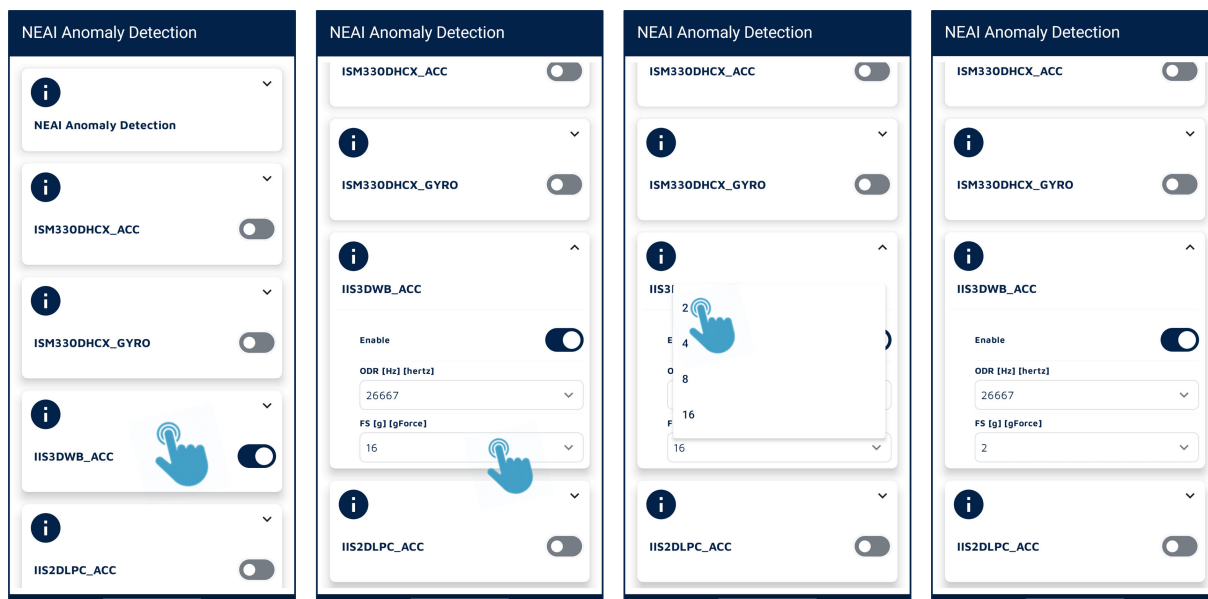 NEAI Anomaly Detection
NEAI Anomaly Detection
ISM330DHCX_ACC
ISM330DHCX_GYRO
IIS3DWB_ACC
IIS2DLPC_ACC
NEAI Anomaly Detection
ISM330DHCX_ACC
ISM330DHCX_GYRO
IIS3DWB_ACC
Enable
ODR [Hz] [hertz]
26667
FS [g] [gForce]
16
IIS2DLPC_ACC
NEAI Anomaly Detection
ISM330DHCX_ACC
ISM330DHCX_GYRO
2
4
8
16
16
IIS2DLPC_ACC
NEAI Anomaly Detection
ISM330DHCX_ACC
ISM330DHCX_GYRO
IIS3DWB_ACC
Enable
ODR [Hz] [hertz]
26667
FS [g] [gForce]
2
IIS2DLPC_ACC